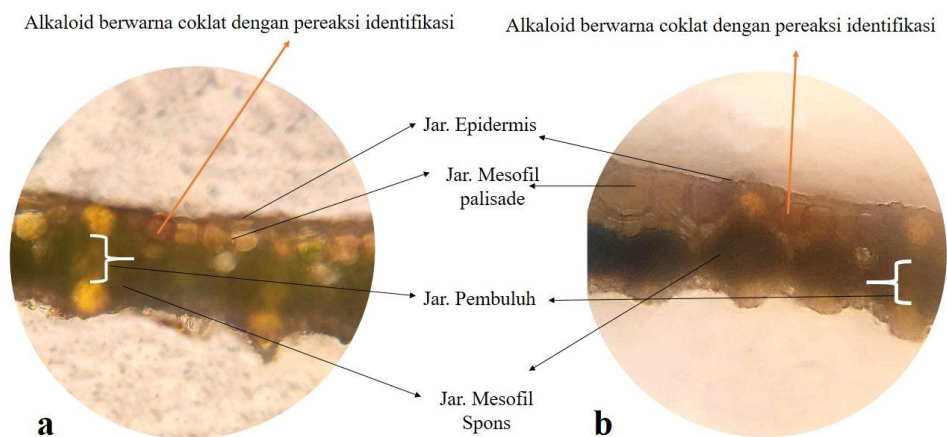 Alkaloid berwarna coklat dengan pereaksi identifikasi
Alkaloid berwarna coklat dengan pereaksi identifikasi
Jar. Epidermis
Jar. Mesofil
palisade
Jar. Pembuluh
Jar. Mesofil
Spons
a
b